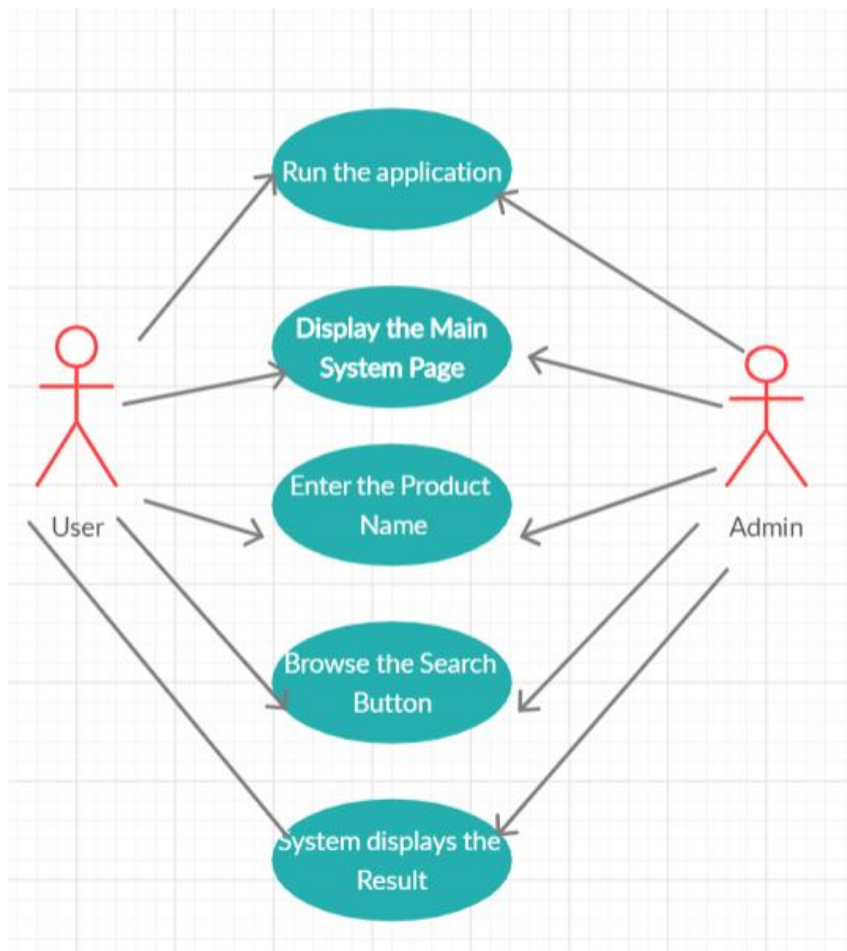 Run the application
Display the Main
System Page
Enter the Product
Name
User
Admin
Browse the Search
Button
System displays the
Result